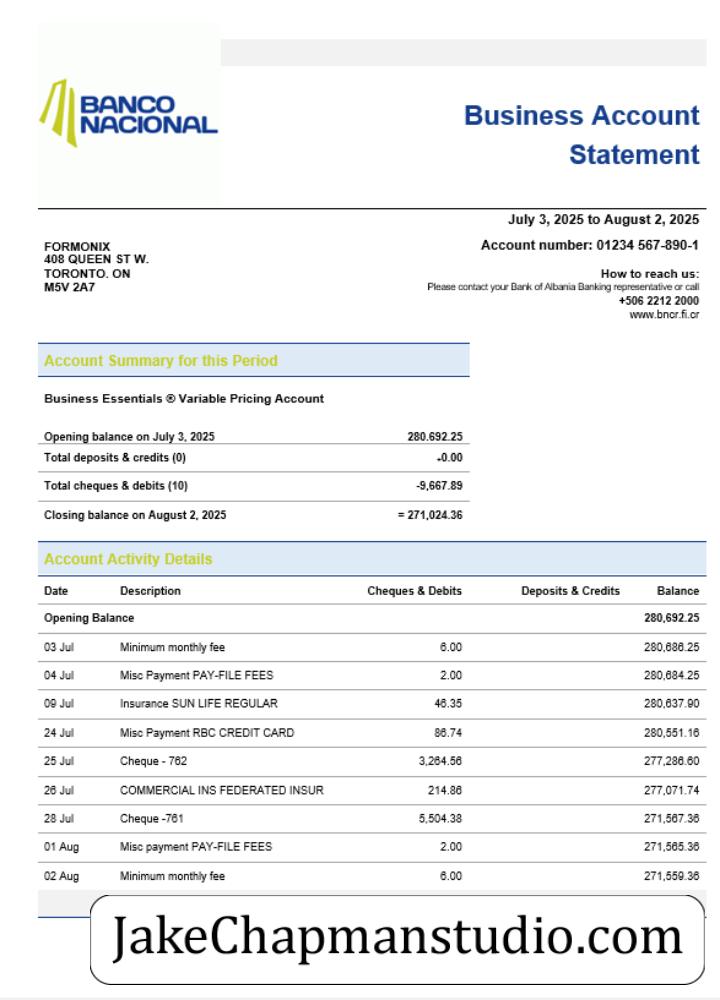 BANCO
NACIONAL
Business Account
Statement
July 3, 2025 to August 2, 2025
Account number: 01234 567-890-1
FORMONIX
408 QUEEN ST W.
TORONTO. ON
M5V 2A7
How to reach us:
Please contact your Bank of Albania Banking representative or call
+506 2212 2000
www.bncr.fi.cr
Account Summary for this Period
Business Essentials ® Variable Pricing Account
Opening balance on July 3, 2025 280.692.25
Total deposits & credits (0) +0.00
Total cheques & debits (10) -9,667.89
Closing balance on August 2, 2025 = 271,024.36
Account Activity Details
Date Description Cheques & Debits Deposits & Credits Balance
Opening Balance 280,692.25
03 Jul Minimum monthly fee 6.00 280,686.25
04 Jul Misc Payment PAY-FILE FEES 2.00 280,684.25
09 Jul Insurance SUN LIFE REGULAR 46.35 280,637.90
24 Jul Misc Payment RBC CREDIT CARD 86.74 280,551.16
25 Jul Cheque - 762 3,264.56 277,286.60
26 Jul COMMERCIAL INS FEDERATED INSUR 214.86 277,071.74
28 Jul Cheque -761 5,504.38 271,567.36
01 Aug Misc payment PAY-FILE FEES 2.00 271,565.36
02 Aug Minimum monthly fee 6.00 271,559.36
JakeChapmanstudio.com